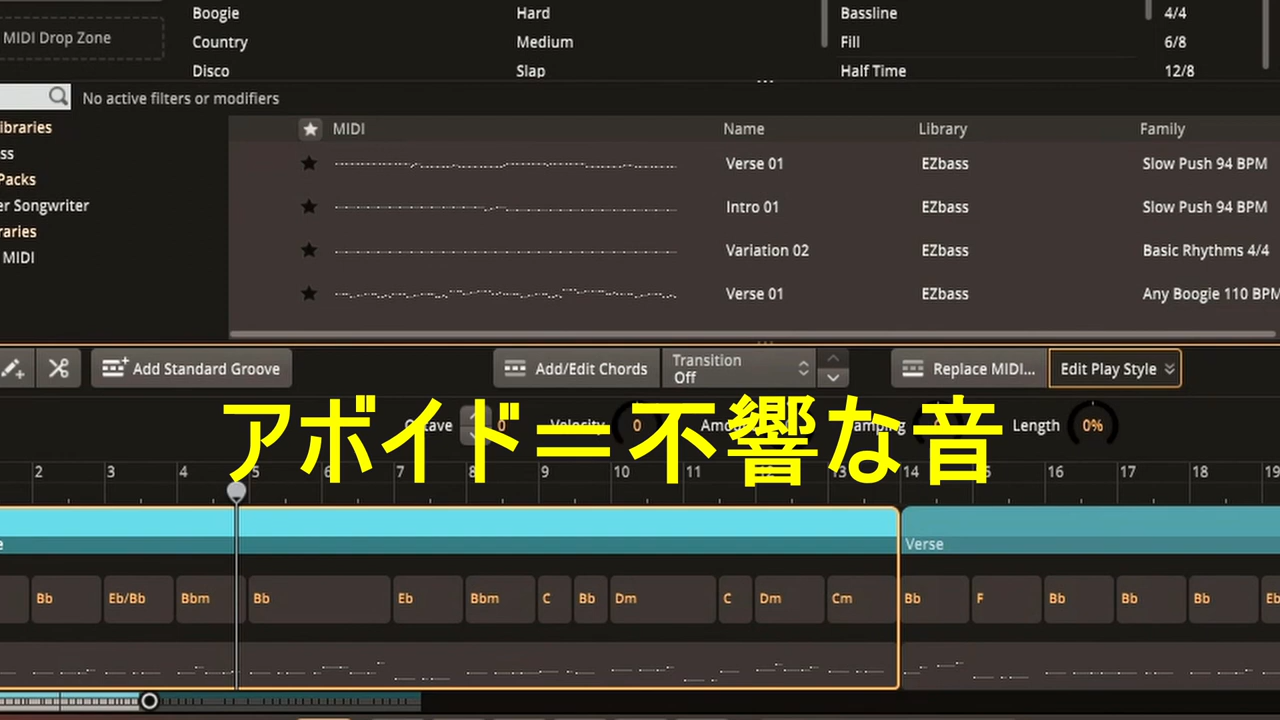 Boogie Hard Bassline 4/4
MIDI Drop Zone
Country Medium Fill 6/8
Disco Slap Half Time 12/8
No active filters or modifiers
ibraries
ss
Packs
er Songwriter
raries
MIDI
MIDI Name Library Family
Verse 01 EZbass Slow Push 94 BPM
Intro 01 EZbass Slow Push 94 BPM
Variation 02 EZbass Basic Rhythms 4/4
Verse 01 EZbass Any Boogie 110 BPM
Add Standard Groove Add/Edit Chords Transition Off Replace MIDI... Edit Play Style
Octave 0 Velocity 0 Length 0%
アボイド＝不響な音
2 3 4 5 6 7 8 9 10 11 12 13 14 15 16 17 18 19
e Verse
Bb Eb/Bb Bbm Bb Eb Bbm C Bb Dm C Dm Cm Bb F Bb Bb Bb Eb